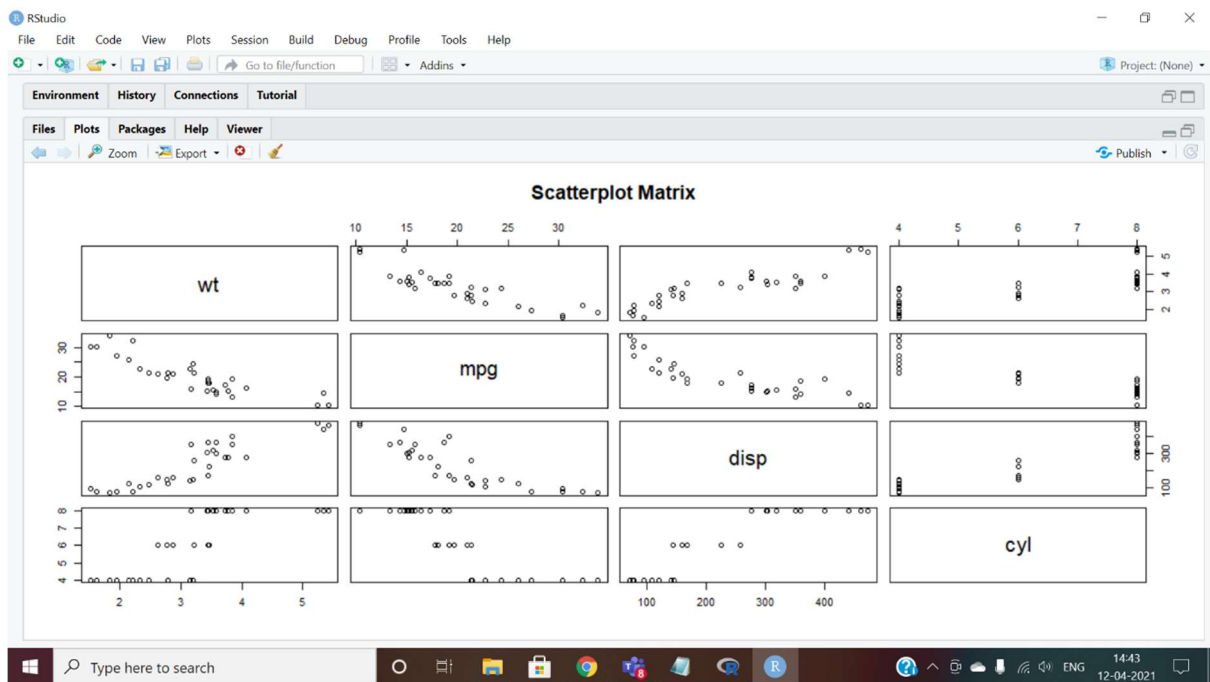 RStudio
File Edit Code View Plots Session Build Debug Profile Tools Help
Go to file/function Addins Project: (None)
Environment History Connections Tutorial
Files Plots Packages Help Viewer
Zoom Export Publish
Scatterplot Matrix
10 15 20 25 30 4 5 6 7 8
wt
2 3 4 5
10 20 30
mpg
disp
100 300
4 5 6 7 8
cyl
2 3 4 5 100 200 300 400
Type here to search
8
R
ENG
14:43
12-04-2021